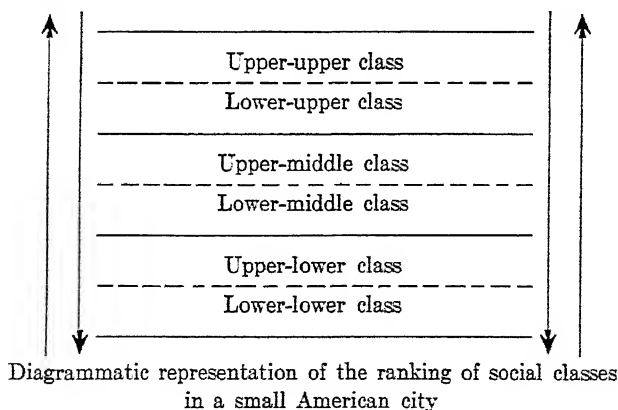 Upper-upper class
Lower-upper class
Upper-middle class
Lower-middle class
Upper-lower class
Lower-lower class
Diagrammatic representation of the ranking of social classes
in a small American city